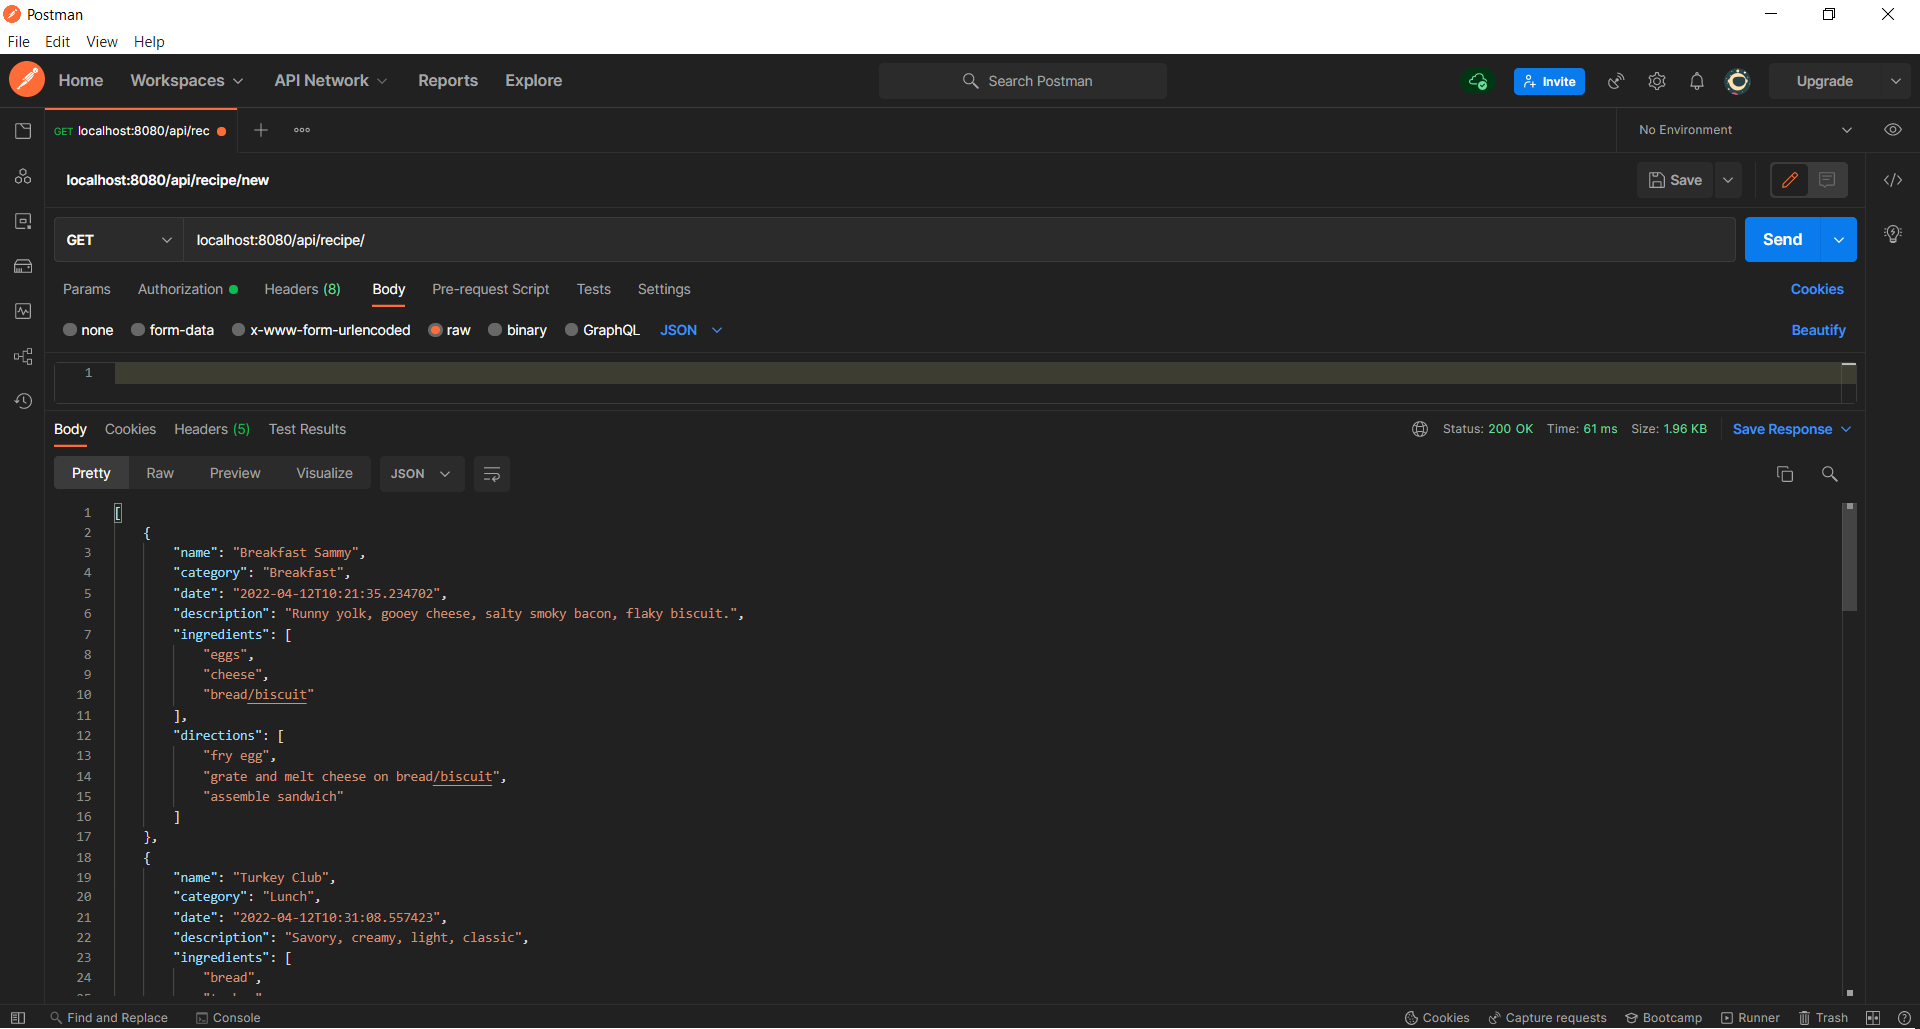 Postman
File Edit View Help
Home Workspaces API Network Reports Explore Search Postman Invite Upgrade
GET localhost:8080/api/rec No Environment
localhost:8080/api/recipe/new Save
GET localhost:8080/api/recipe/ Send
Params Authorization Headers (8) Body Pre-request Script Tests Settings Cookies
none form-data x-www-form-urlencoded raw binary GraphQL JSON Beautify
1
Body Cookies Headers (5) Test Results Status: 200 OK Time: 61 ms Size: 1.96 KB Save Response
Pretty Raw Preview Visualize JSON
1 [
2 {
3 "name": "Breakfast Sammy",
4 "category": "Breakfast",
5 "date": "2022-04-12T10:21:35.234702",
6 "description": "Runny yolk, gooey cheese, salty smoky bacon, flaky biscuit.",
7 "ingredients": [
8 "eggs",
9 "cheese",
10 "bread/biscuit"
11 ],
12 "directions": [
13 "fry egg",
14 "grate and melt cheese on bread/biscuit",
15 "assemble sandwich"
16 ]
17 },
18 {
19 "name": "Turkey Club",
20 "category": "Lunch",
21 "date": "2022-04-12T10:31:08.557423",
22 "description": "Savory, creamy, light, classic",
23 "ingredients": [
24 "bread",
Find and Replace Console Cookies Capture requests Bootcamp Runner Trash